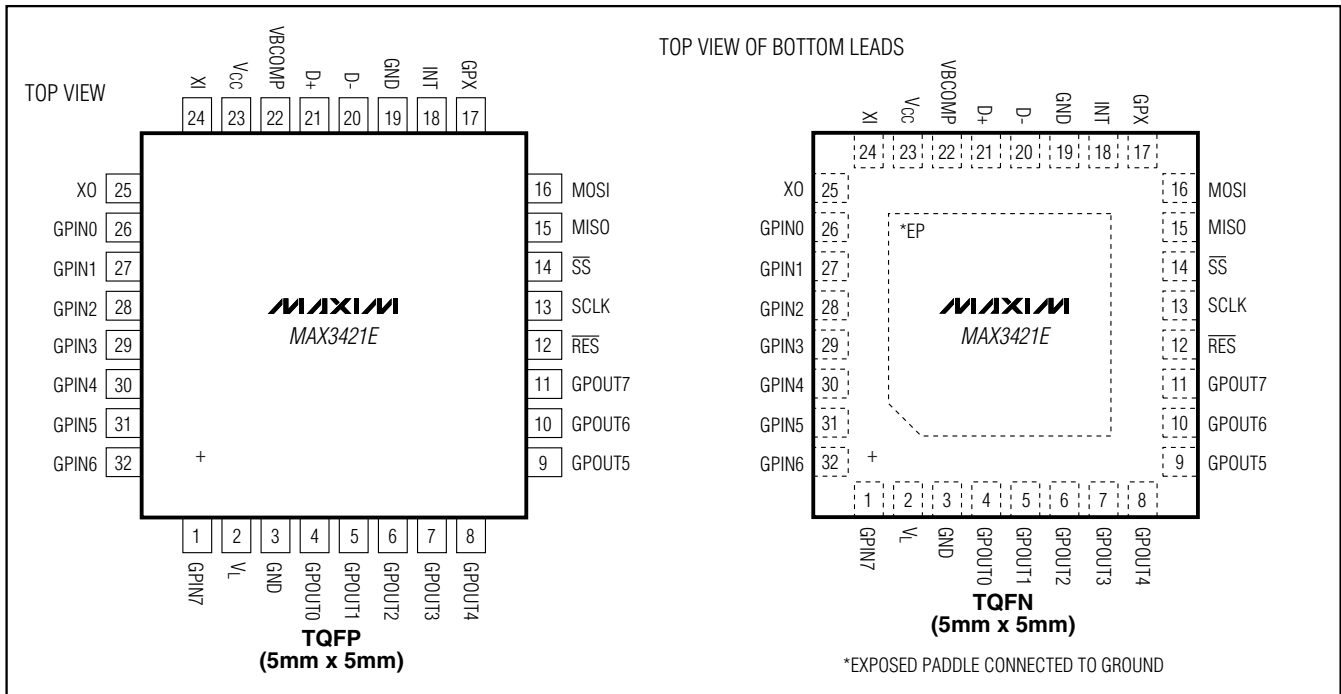 TOP VIEW
XI
VCC
VBCOMP
D+
D-
GND
INT
GPX
24 23 22 21 20 19 18 17
XO 25
GPIN0 26
GPIN1 27
GPIN2 28
GPIN3 29
GPIN4 30
GPIN5 31
GPIN6 32
MAXIM
MAX3421E
+
16 MOSI
15 MISO
14 S̅S̅
13 SCLK
12 R̅E̅S̅
11 GPOUT7
10 GPOUT6
9 GPOUT5
1 2 3 4 5 6 7 8
GPIN7
VL
GND
GPOUT0
GPOUT1
GPOUT2
GPOUT3
GPOUT4
TQFP
(5mm x 5mm)
TOP VIEW OF BOTTOM LEADS
XI
VCC
VBCOMP
D+
D-
GND
INT
GPX
24 23 22 21 20 19 18 17
XO 25
GPIN0 26
GPIN1 27
GPIN2 28
GPIN3 29
GPIN4 30
GPIN5 31
GPIN6 32
*EP
MAXIM
MAX3421E
+
16 MOSI
15 MISO
14 S̅S̅
13 SCLK
12 R̅E̅S̅
11 GPOUT7
10 GPOUT6
9 GPOUT5
1 2 3 4 5 6 7 8
GPIN7
VL
GND
GPOUT0
GPOUT1
GPOUT2
GPOUT3
GPOUT4
TQFN
(5mm x 5mm)
*EXPOSED PADDLE CONNECTED TO GROUND